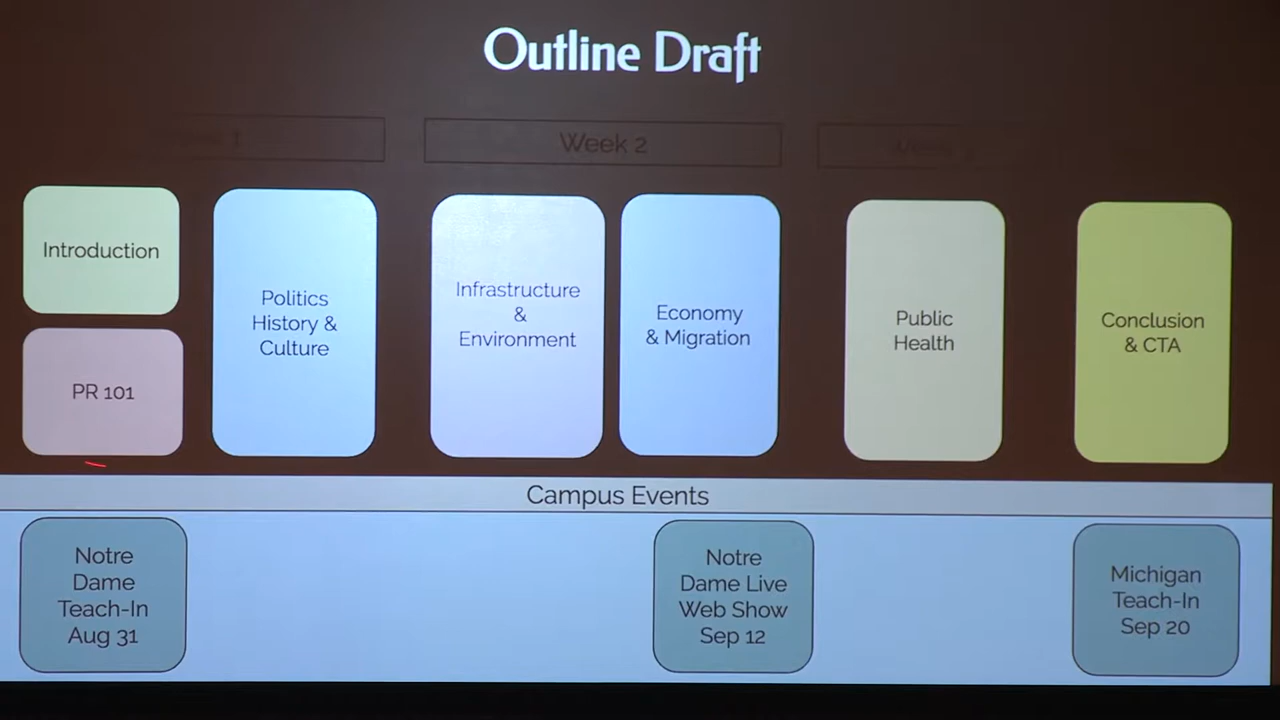 Outline Draft
Week 2
Introduction
PR 101
Politics
History &
Culture
Infrastructure
&
Environment
Economy
& Migration
Public
Health
Conclusion
& CTA
Campus Events
Notre
Dame
Teach-In
Aug 31
Notre
Dame Live
Web Show
Sep 12
Michigan
Teach-In
Sep 20